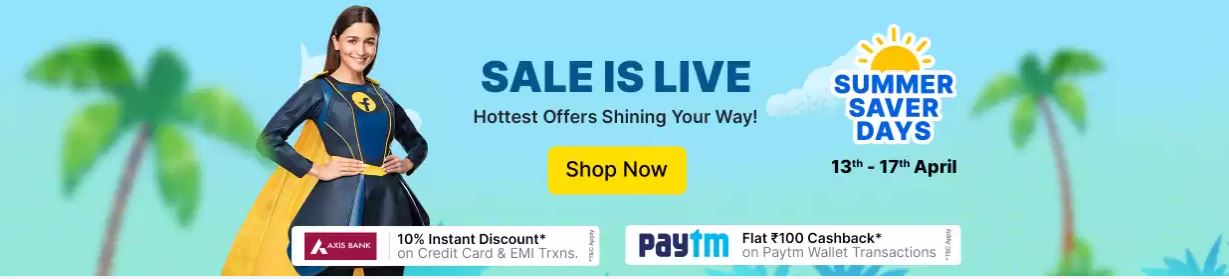 SALE IS LIVE
Hottest Offers Shining Your Way!
Shop Now
SUMMER
SAVER
DAYS
13th - 17th April
AXIS BANK
10% Instant Discount*
on Credit Card & EMI Trxns.
*T&C Apply
paytm
Flat ₹100 Cashback*
on Paytm Wallet Transactions
*T&C Apply